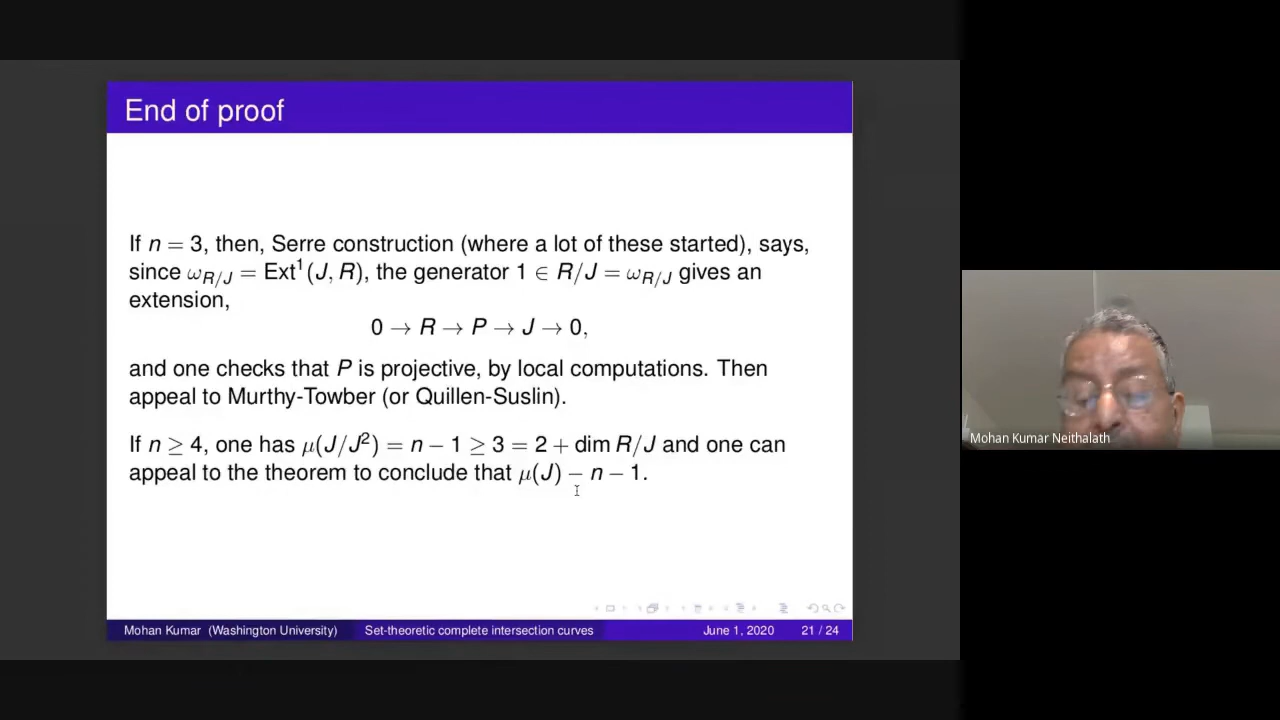 End of proof
If n = 3, then, Serre construction (where a lot of these started), says,
since ω_{R/J} = Ext¹(J, R), the generator 1 ∈ R/J = ω_{R/J} gives an
extension,
0 → R → P → J → 0,
and one checks that P is projective, by local computations. Then
appeal to Murthy-Towber (or Quillen-Suslin).
If n ≥ 4, one has μ(J/J²) = n − 1 ≥ 3 = 2 + dim R/J and one can
appeal to the theorem to conclude that μ(J) − n − 1.
Mohan Kumar (Washington University) Set-theoretic complete intersection curves June 1, 2020 21 / 24
Mohan Kumar Neithalath